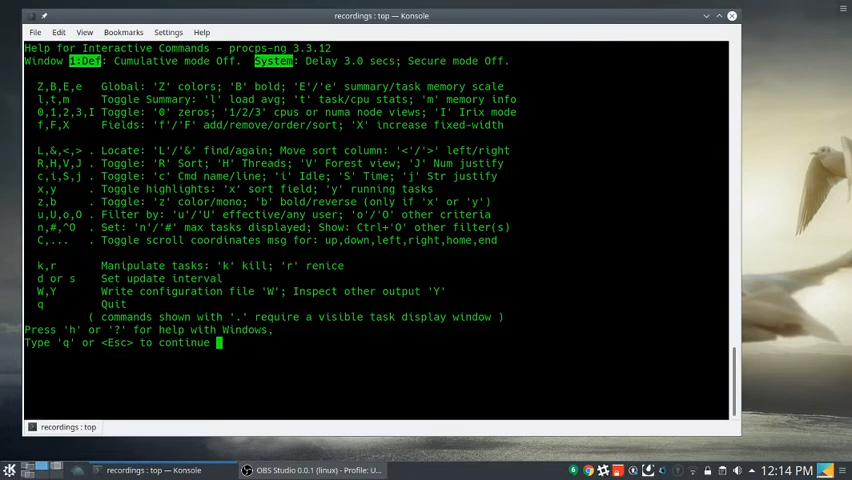 recordings : top — Konsole
File Edit View Bookmarks Settings Help
Help for Interactive Commands - procps-ng 3.3.12
Window 1:Def: Cumulative mode Off.  System: Delay 3.0 secs; Secure mode Off.
Z,B,E,e   Global: 'Z' colors; 'B' bold; 'E'/'e' summary/task memory scale
l,t,m     Toggle Summary: 'l' load avg; 't' task/cpu stats; 'm' memory info
0,1,2,3,I Toggle: '0' zeros; '1/2/3' cpus or numa node views; 'I' Irix mode
f,F,X     Fields: 'f'/'F' add/remove/order/sort; 'X' increase fixed-width
L,&,<,> . Locate: 'L'/'&' find/again; Move sort column: '<'/'>' left/right
R,H,V,J . Toggle: 'R' Sort; 'H' Threads; 'V' Forest view; 'J' Num justify
c,i,S,j . Toggle: 'c' Cmd name/line; 'i' Idle; 'S' Time; 'j' Str justify
x,y     . Toggle highlights: 'x' sort field; 'y' running tasks
z,b     . Toggle: 'z' color/mono; 'b' bold/reverse (only if 'x' or 'y')
u,U,o,O . Filter by: 'u'/'U' effective/any user; 'o'/'O' other criteria
n,#,^O  . Set: 'n'/'#' max tasks displayed; Show: Ctrl+'O' other filter(s)
C,...   . Toggle scroll coordinates msg for: up,down,left,right,home,end
k,r       Manipulate tasks: 'k' kill; 'r' renice
d or s    Set update interval
W,Y       Write configuration file 'W'; Inspect other output 'Y'
q         Quit
( commands shown with '.' require a visible task display window )
Press 'h' or '?' for help with Windows,
Type 'q' or <Esc> to continue
recordings : top
recordings : top — Konsole
OBS Studio 0.0.1 (linux) - Profile: U...
12:14 PM